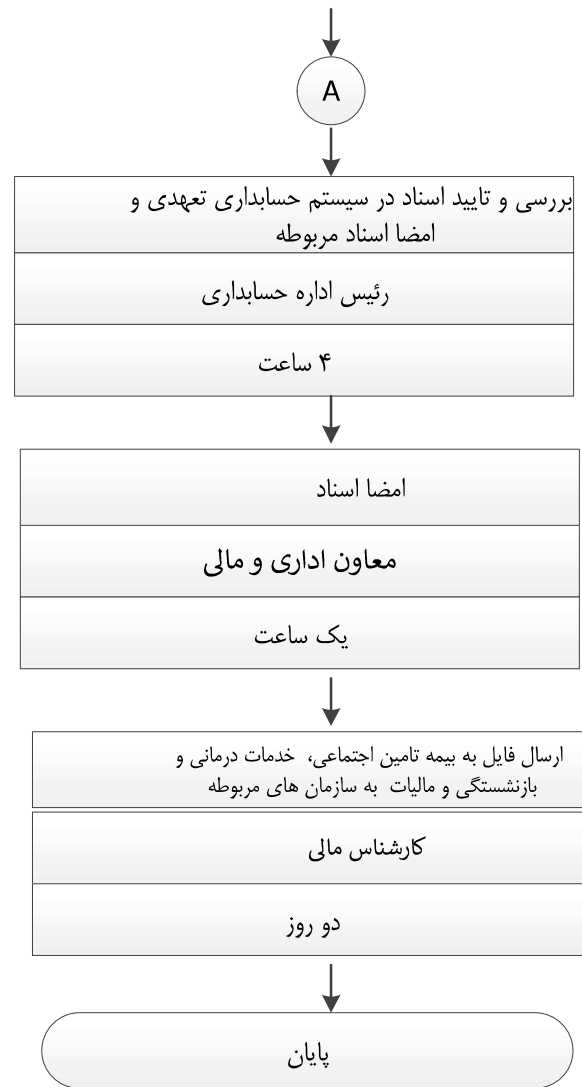 A
بررسی و تایید اسناد در سیستم حسابداری تعهدی و
امضا اسناد مربوطه
رئیس اداره حسابداری
۴ ساعت
امضا اسناد
معاون اداری و مالی
یک ساعت
ارسال فایل به بیمه تامین اجتماعی، خدمات درمانی و
بازنشستگی و مالیات به سازمان های مربوطه
کارشناس مالی
دو روز
پایان